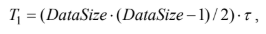 T₁ = (DataSize · (DataSize − 1) / 2) · τ ,